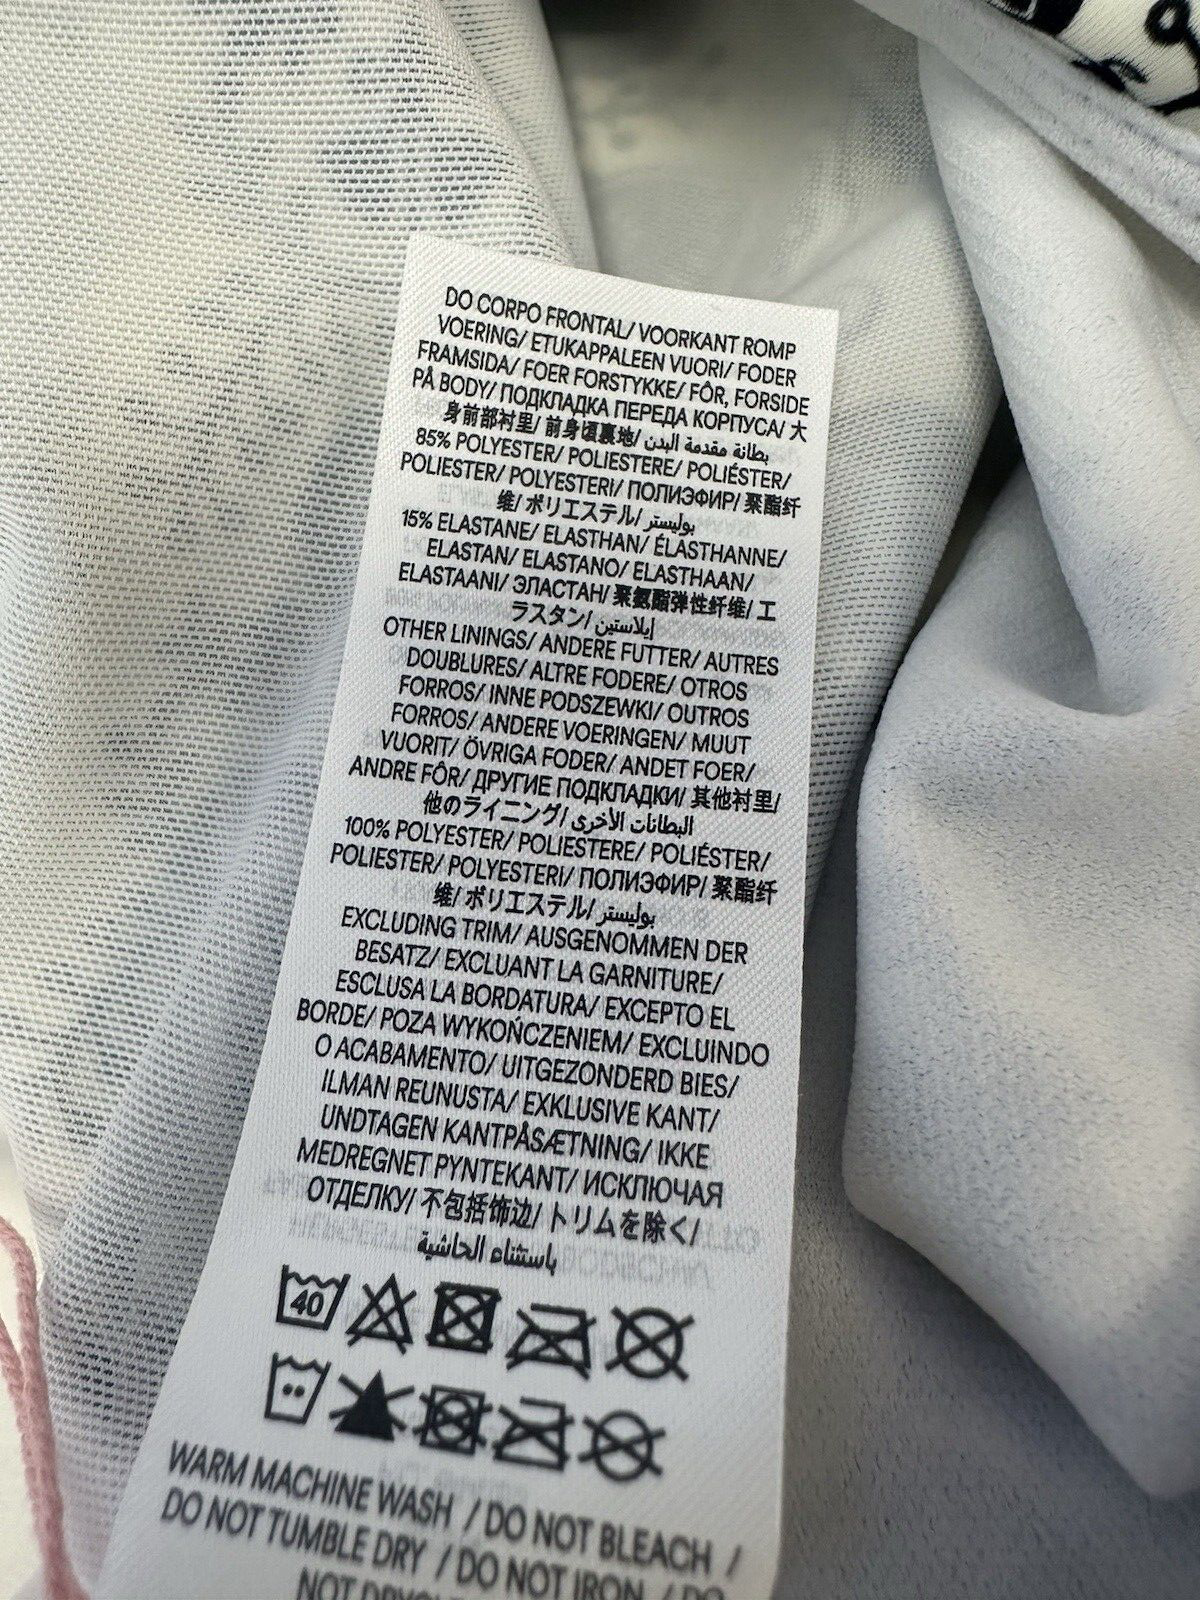 DO CORPO FRONTAL/ VOORKANT ROMP
VOERING/ ETUKAPPALEEN VUORI/ FODER
FRAMSIDA/ FOER FORSTYKKE/ FÔR, FORSIDE
PÅ BODY/ ПОДКЛАДКА ПЕРЕДА КОРПУСА/ 大
身前部衬里/ 前身頃裏地/ بطانة مقدمة البدن
85% POLYESTER/ POLIESTERE/ POLIÉSTER/
POLIESTER/ POLYESTERI/ ПОЛИЭФИР/ 聚酯纤
维/ ポリエステル/ بوليستر
15% ELASTANE/ ELASTHAN/ ÉLASTHANNE/
ELASTAN/ ELASTANO/ ELASTHAAN/
ELASTAANI/ ЭЛАСТАН/ 聚氨酯弹性纤维/ エ
ラスタン/ إيلاستين
OTHER LININGS/ ANDERE FUTTER/ AUTRES
DOUBLURES/ ALTRE FODERE/ OTROS
FORROS/ INNE PODSZEWKI/ OUTROS
FORROS/ ANDERE VOERINGEN/ MUUT
VUORIT/ ÖVRIGA FODER/ ANDET FOER/
ANDRE FÔR/ ДРУГИЕ ПОДКЛАДКИ/ 其他衬里/
他のライニング/ البطانات الأخرى
100% POLYESTER/ POLIESTERE/ POLIÉSTER/
POLIESTER/ POLYESTERI/ ПОЛИЭФИР/ 聚酯纤
维/ ポリエステル/ بوليستر
EXCLUDING TRIM/ AUSGENOMMEN DER
BESATZ/ EXCLUANT LA GARNITURE/
ESCLUSA LA BORDATURA/ EXCEPTO EL
BORDE/ POZA WYKOŃCZENIEM/ EXCLUINDO
O ACABAMENTO/ UITGEZONDERD BIES/
ILMAN REUNUSTA/ EXKLUSIVE KANT/
UNDTAGEN KANTPÅSÆTNING/ IKKE
MEDREGNET PYNTEKANT/ ИСКЛЮЧАЯ
ОТДЕЛКУ/ 不包括饰边/ トリムを除く/
باستثناء الحاشية
40
WARM MACHINE WASH / DO NOT BLEACH /
DO NOT TUMBLE DRY / DO NOT IRON / DO
NOT